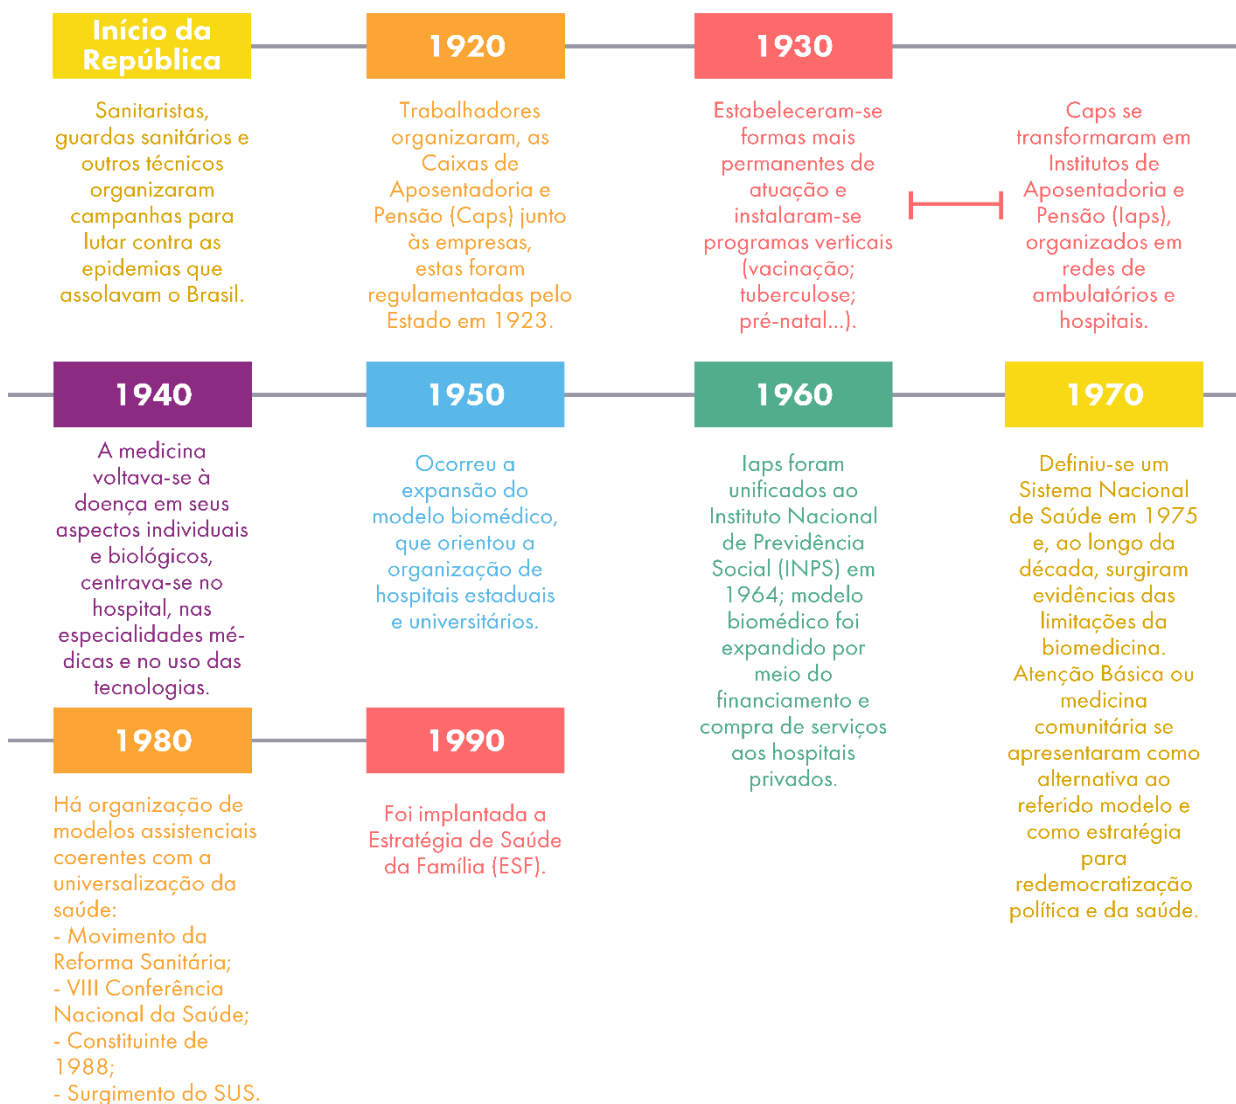 Início da
República
Sanitaristas,
guardas sanitários e
outros técnicos
organizaram
campanhas para
lutar contra as
epidemias que
assolavam o Brasil.
1920
Trabalhadores
organizaram, as
Caixas de
Aposentadoria e
Pensão (Caps) junto
às empresas,
estas foram
regulamentadas pelo
Estado em 1923.
1930
Estabeleceram-se
formas mais
permanentes de
atuação e
instalaram-se
programas verticais
(vacinação;
tuberculose;
pré-natal...).
Caps se
transformaram em
Institutos de
Aposentadoria e
Pensão (Iaps),
organizados em
redes de
ambulatórios e
hospitais.
1940
A medicina
voltava-se à
doença em seus
aspectos individuais
e biológicos,
centrava-se no
hospital, nas
especialidades mé-
dicas e no uso das
tecnologias.
1950
Ocorreu a
expansão do
modelo biomédico,
que orientou a
organização de
hospitais estaduais
e universitários.
1960
Iaps foram
unificados ao
Instituto Nacional
de Previdência
Social (INPS) em
1964; modelo
biomédico foi
expandido por
meio do
financiamento e
compra de serviços
aos hospitais
privados.
1970
Definiu-se um
Sistema Nacional
de Saúde em 1975
e, ao longo da
década, surgiram
evidências das
limitações da
biomedicina.
Atenção Básica ou
medicina
comunitária se
apresentaram como
alternativa ao
referido modelo e
como estratégia
para
redemocratização
política e da saúde.
1980
Há organização de
modelos assistenciais
coerentes com a
universalização da
saúde:
- Movimento da
Reforma Sanitária;
- VIII Conferência
Nacional da Saúde;
- Constituinte de
1988;
- Surgimento do SUS.
1990
Foi implantada a
Estratégia de Saúde
da Família (ESF).